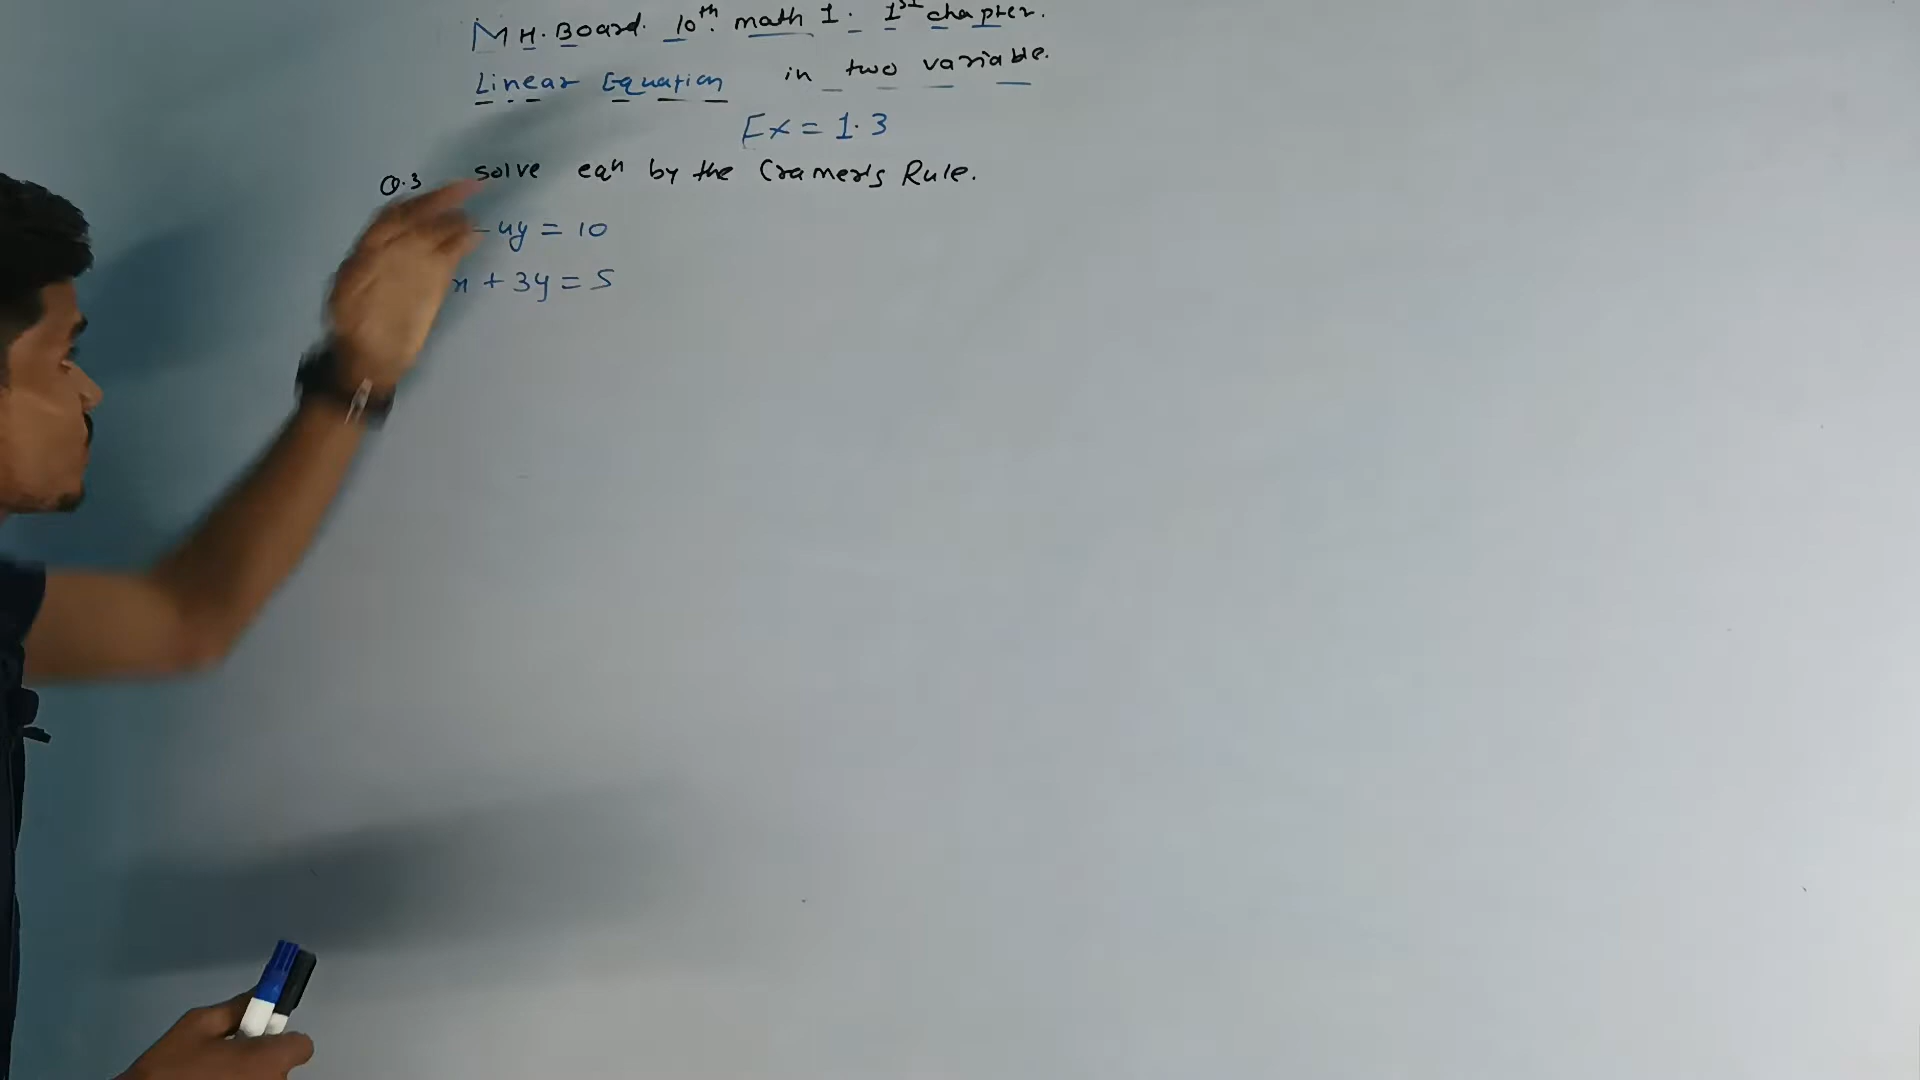 MH. Board. 10th. math 1. 1st chapter.
Linear Equation in two variable.
Ex = 1.3
Q.3 solve eqn by the Cramer's Rule.
- 4y = 10
x + 3y = 5